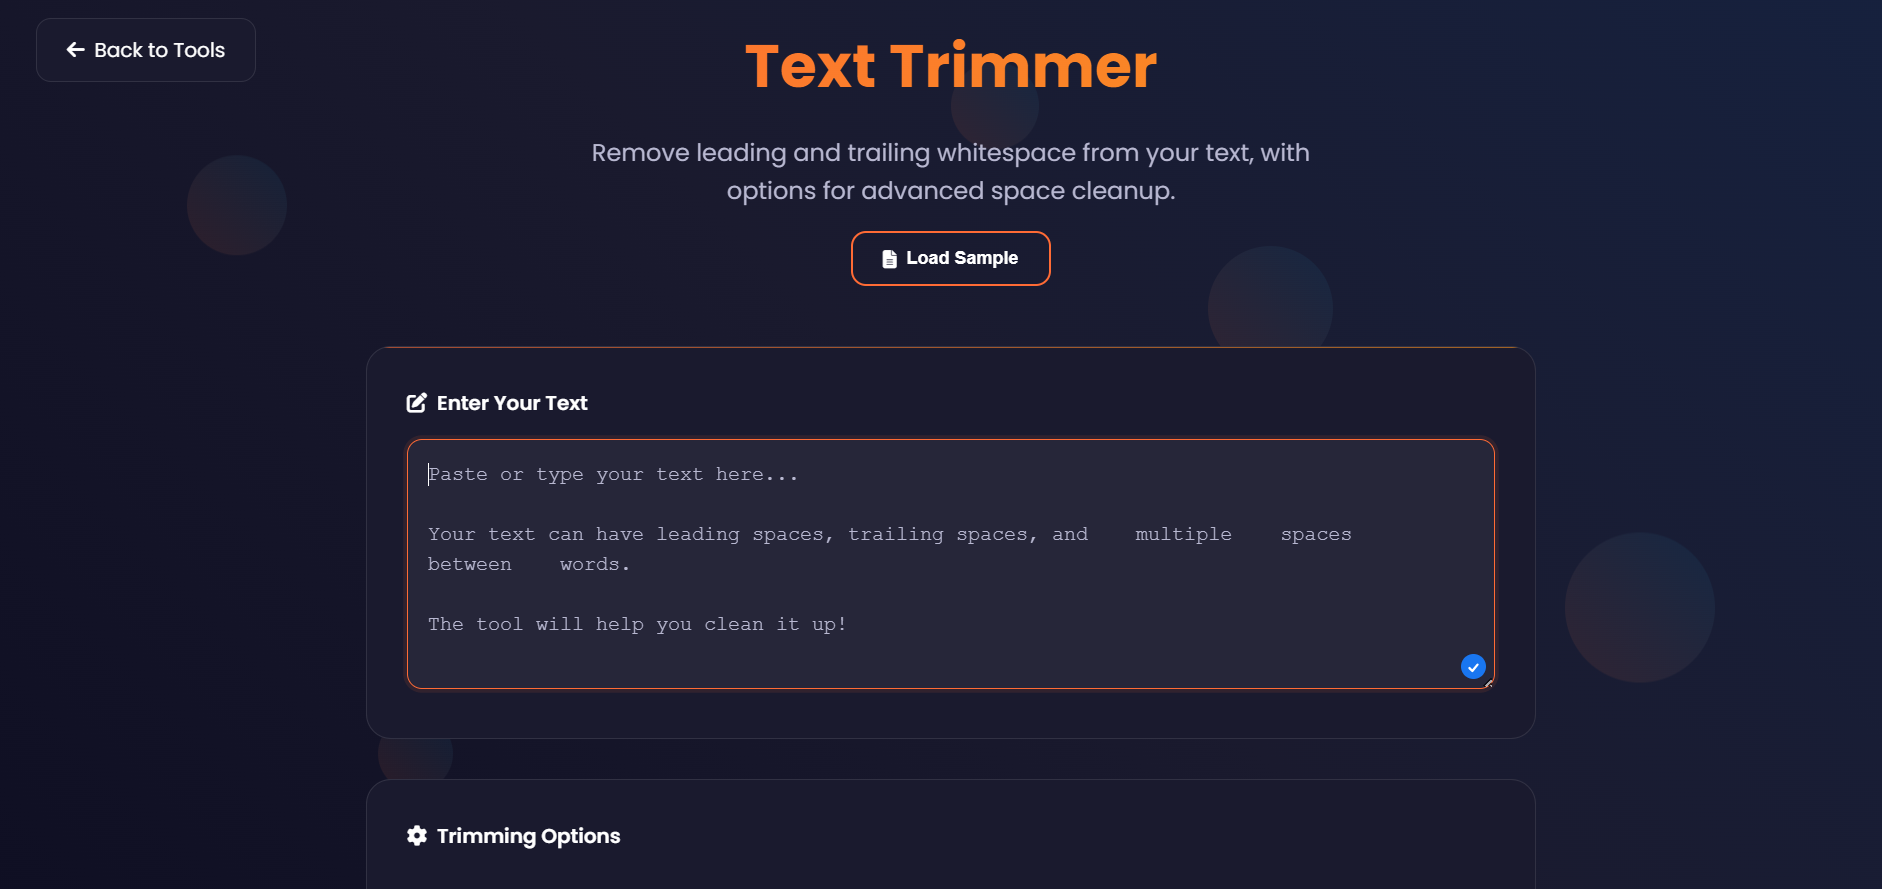 Back to Tools
Text Trimmer
Remove leading and trailing whitespace from your text, with
options for advanced space cleanup.
Load Sample
Enter Your Text
Paste or type your text here...
Your text can have leading spaces, trailing spaces, and    multiple    spaces
between    words.
The tool will help you clean it up!
Trimming Options